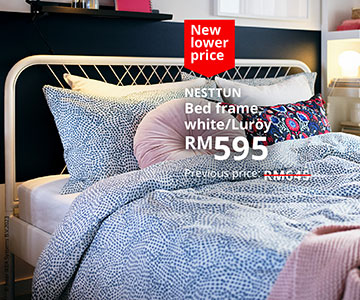 New
lower
price
NESTTUN
Bed frame,
white/Luröy
RM595
Previous price: